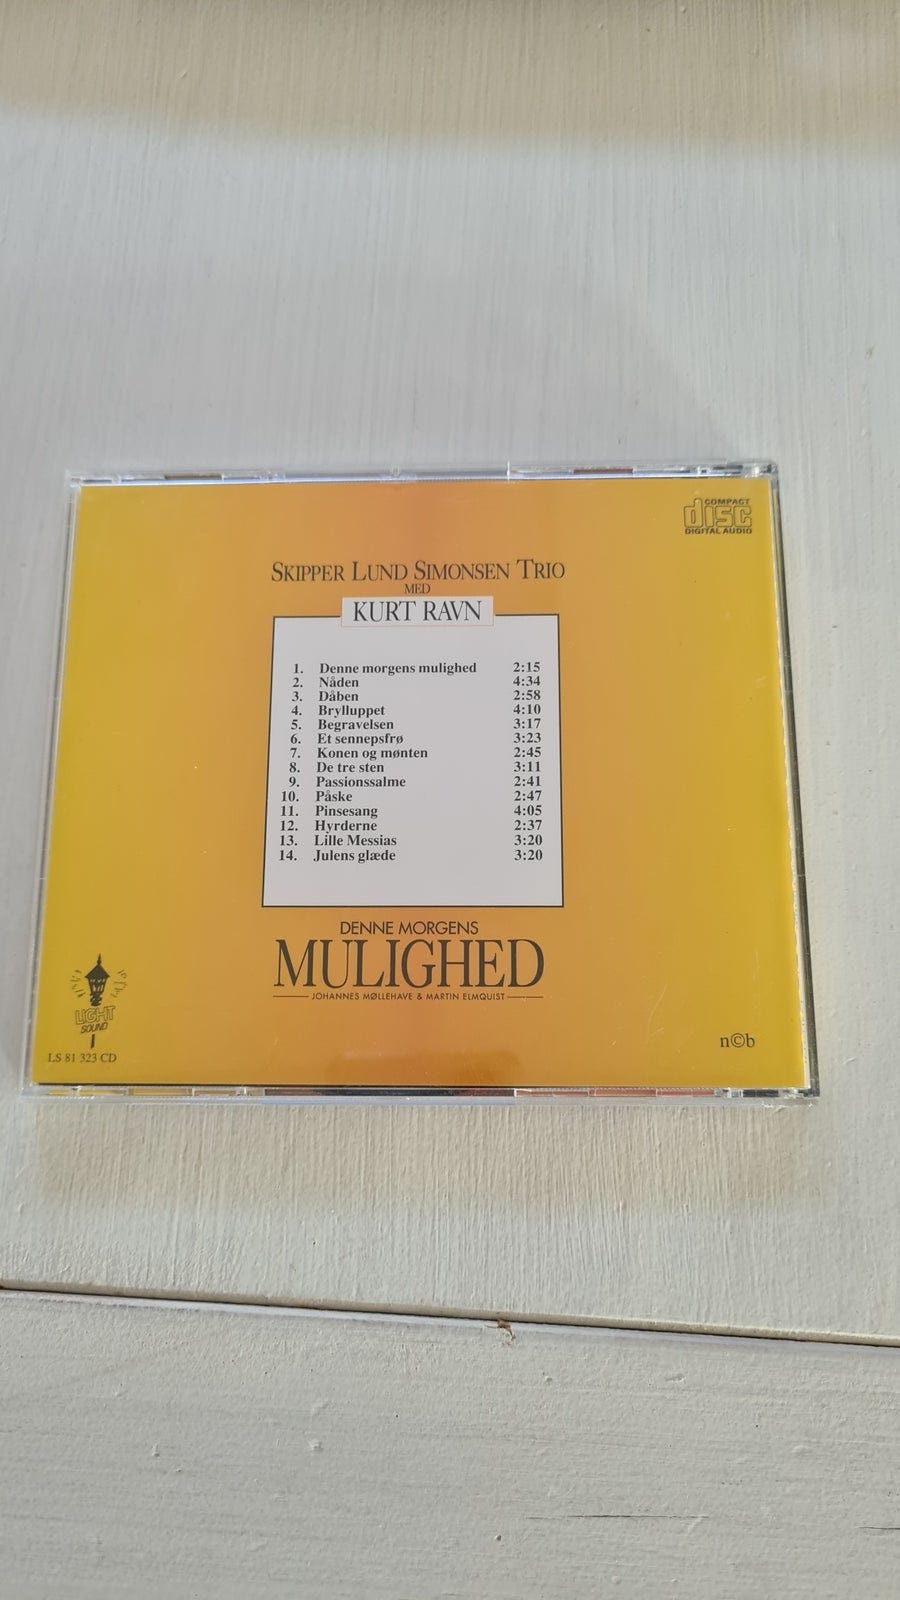 COMPACT
disc
DIGITAL AUDIO
SKIPPER LUND SIMONSEN TRIO
MED
KURT RAVN
1. Denne morgens mulighed 2:15
2. Nåden 4:34
3. Dåben 2:58
4. Brylluppet 4:10
5. Begravelsen 3:17
6. Et sennepsfrø 3:23
7. Konen og mønten 2:45
8. De tre sten 3:11
9. Passionssalme 2:41
10. Påske 2:47
11. Pinsesang 4:05
12. Hyrderne 2:37
13. Lille Messias 3:20
14. Julens glæde 3:20
DENNE MORGENS
MULIGHED
JOHANNES MØLLEHAVE & MARTIN ELMQUIST
LIGHT
SOUND
LS 81 323 CD
n©b